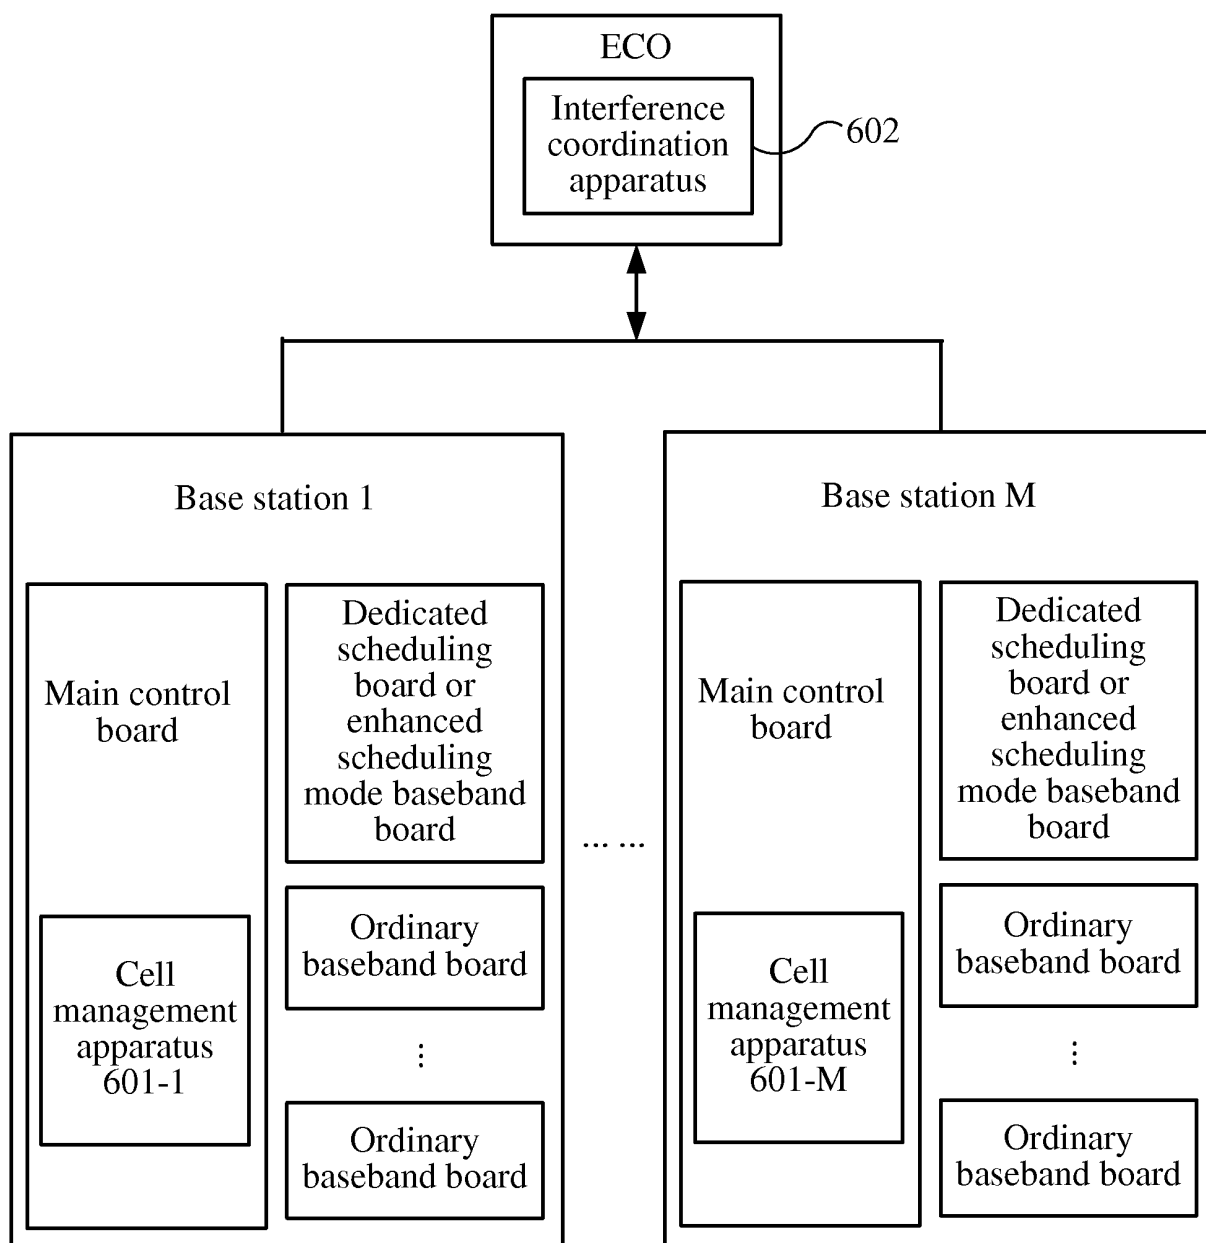 ECO
Interference
coordination
apparatus
602
Base station 1
Main control
board
Cell
management
apparatus
601-1
Dedicated
scheduling
board or
enhanced
scheduling
mode baseband
board
Ordinary
baseband board
⋮
Ordinary
baseband board
... ...
Base station M
Main control
board
Cell
management
apparatus
601-M
Dedicated
scheduling
board or
enhanced
scheduling
mode baseband
board
Ordinary
baseband board
⋮
Ordinary
baseband board